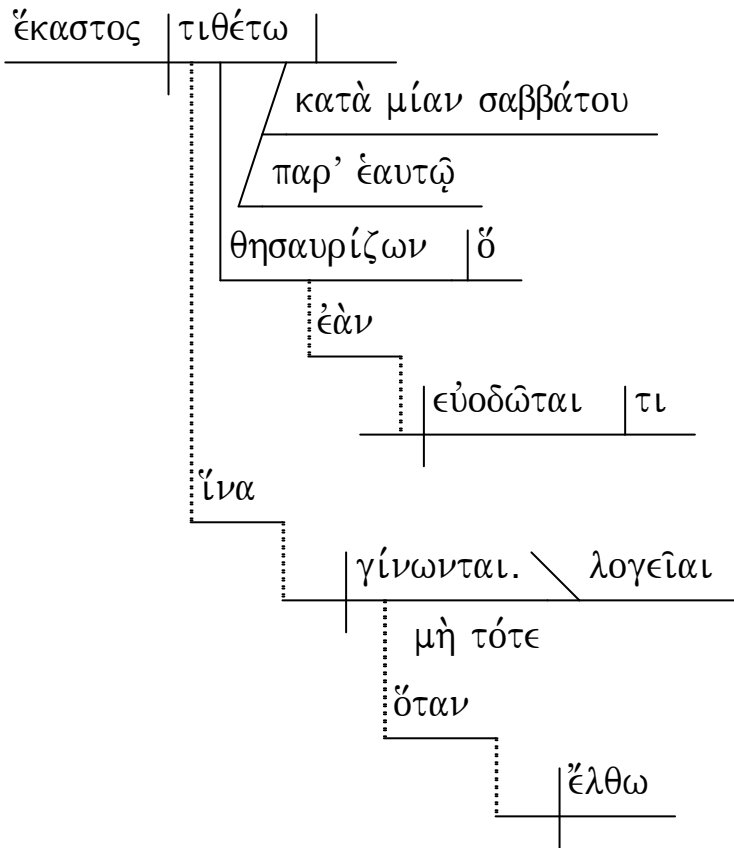 ἕκαστος τιθέτω
κατὰ μίαν σαββάτου
παρ’ ἑαυτῷ
θησαυρίζων ὅ
ἐὰν
εὐοδῶται τι
ἵνα
γίνωνται. λογεῖαι
μὴ τότε
ὅταν
ἔλθω